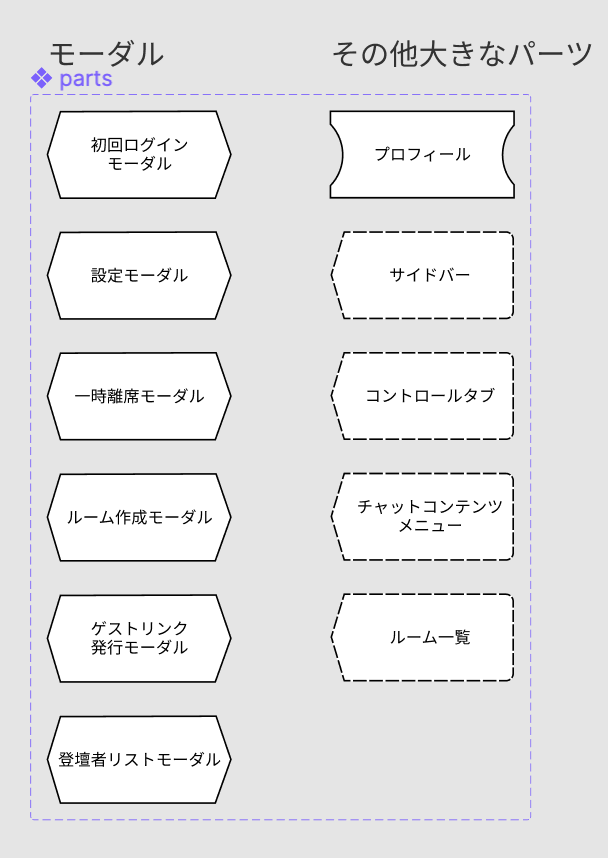 モーダル
その他大きなパーツ
parts
初回ログイン
モーダル
プロフィール
設定モーダル
サイドバー
一時離席モーダル
コントロールタブ
ルーム作成モーダル
チャットコンテンツ
メニュー
ゲストリンク
発行モーダル
ルーム一覧
登壇者リストモーダル